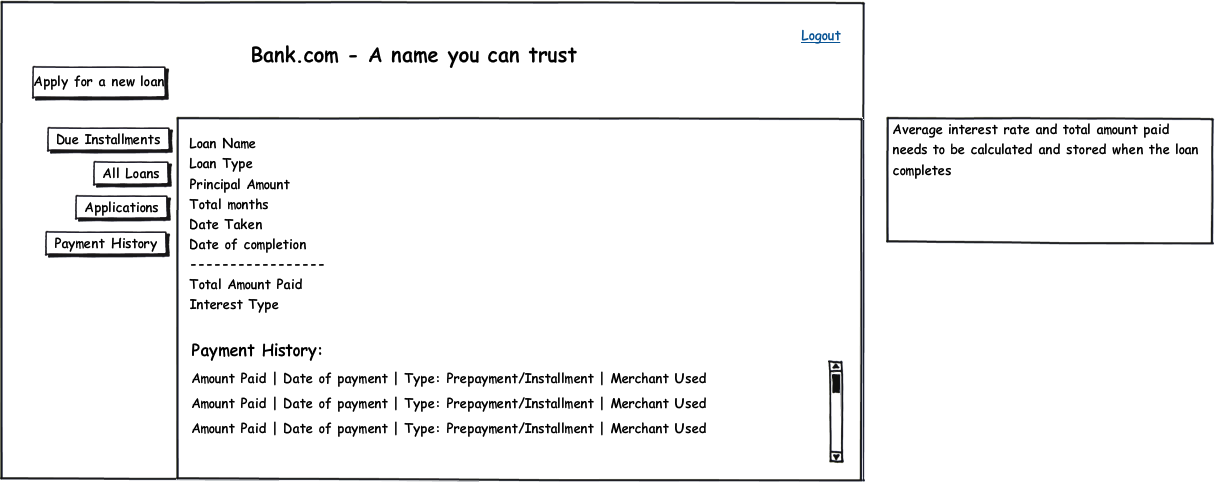 Logout
Bank.com - A name you can trust
Apply for a new loan
Due Installments
All Loans
Applications
Payment History
Loan Name
Loan Type
Principal Amount
Total months
Date Taken
Date of completion
-----------------
Total Amount Paid
Interest Type
Payment History:
Amount Paid | Date of payment | Type: Prepayment/Installment | Merchant Used
Amount Paid | Date of payment | Type: Prepayment/Installment | Merchant Used
Amount Paid | Date of payment | Type: Prepayment/Installment | Merchant Used
Average interest rate and total amount paid
needs to be calculated and stored when the loan
completes